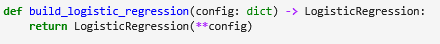 def build_logistic_regression(config: dict) -> LogisticRegression:
    return LogisticRegression(**config)